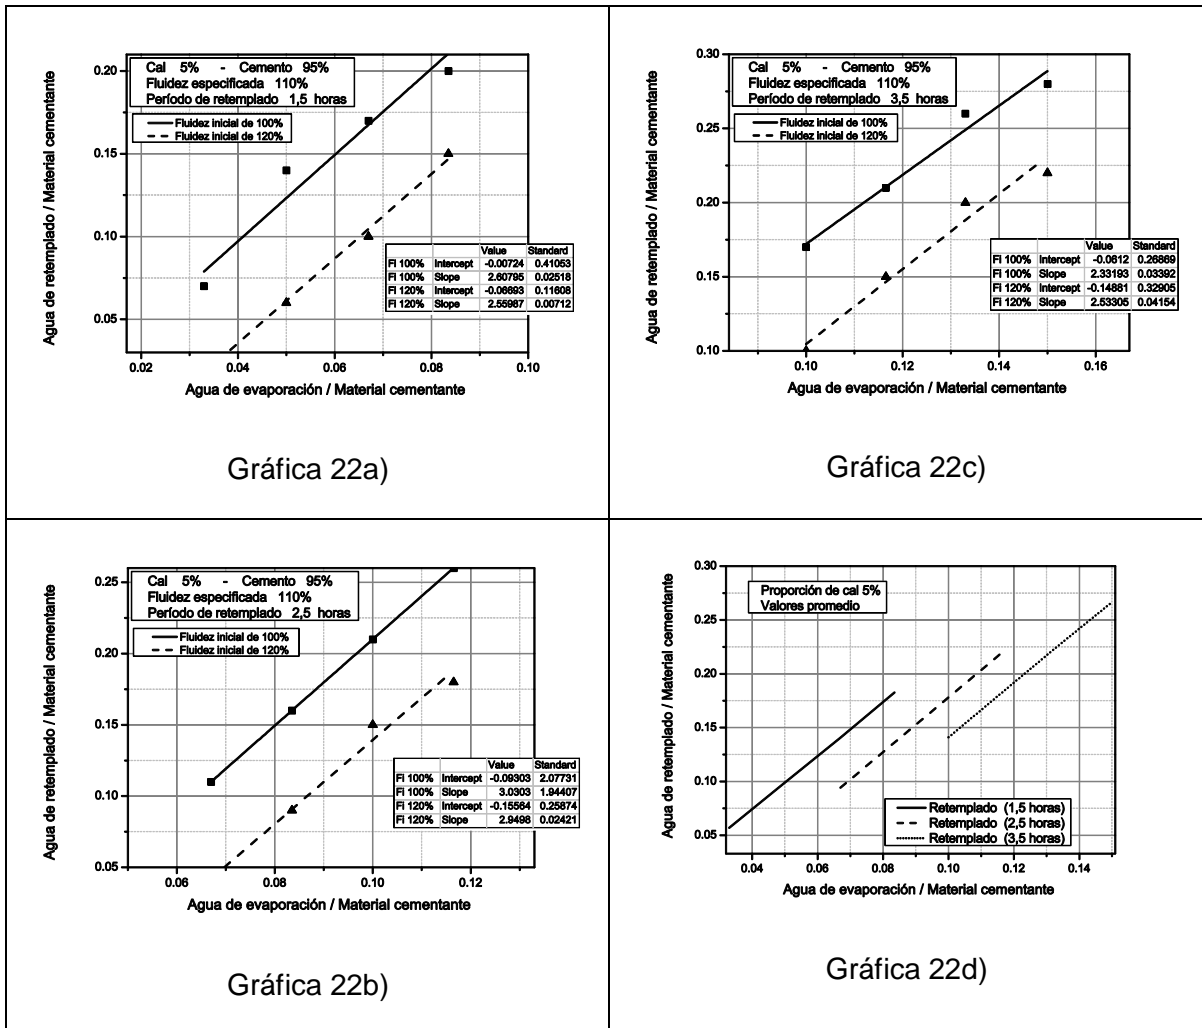 Cal 5% - Cemento 95%
Fluidez especificada 110%
Período de retemplado 1,5 horas
Fluidez inicial de 100%
Fluidez inicial de 120%
0.20
0.15
0.10
0.05
Agua de retemplado / Material cementante
Value Standard
Fi 100% Intercept -0.00724 0.41053
Fi 100% Slope 2.60795 0.02518
Fi 120% Intercept -0.06693 0.11608
Fi 120% Slope 2.55987 0.00712
0.02 0.04 0.06 0.08 0.10
Agua de evaporación / Material cementante
Gráfica 22a)
Cal 5% - Cemento 95%
Fluidez especificada 110%
Período de retemplado 3,5 horas
Fluidez inicial de 100%
Fluidez inicial de 120%
0.30
0.25
0.20
0.15
0.10
Agua de retemplado / Material cementante
Value Standard
Fi 100% Intercept -0.0612 0.26869
Fi 100% Slope 2.33193 0.03392
Fi 120% Intercept -0.14881 0.32905
Fi 120% Slope 2.53305 0.04154
0.10 0.12 0.14 0.16
Agua de evaporación / Material cementante
Gráfica 22c)
Cal 5% - Cemento 95%
Fluidez especificada 110%
Período de retemplado 2,5 horas
Fluidez inicial de 100%
Fluidez inicial de 120%
0.25
0.20
0.15
0.10
0.05
Agua de retemplado / Material cementante
Value Standard
Fi 100% Intercept -0.09303 2.07731
Fi 100% Slope 3.0303 1.94407
Fi 120% Intercept -0.15564 0.25874
Fi 120% Slope 2.9498 0.02421
0.06 0.08 0.10 0.12
Agua de evaporación / Material cementante
Gráfica 22b)
Proporción de cal 5%
Valores promedio
0.30
0.25
0.20
0.15
0.10
0.05
Agua de retemplado / Material cementante
Retemplado (1,5 horas)
Retemplado (2,5 horas)
Retemplado (3,5 horas)
0.04 0.06 0.08 0.10 0.12 0.14
Agua de evaporación / Material cementante
Gráfica 22d)